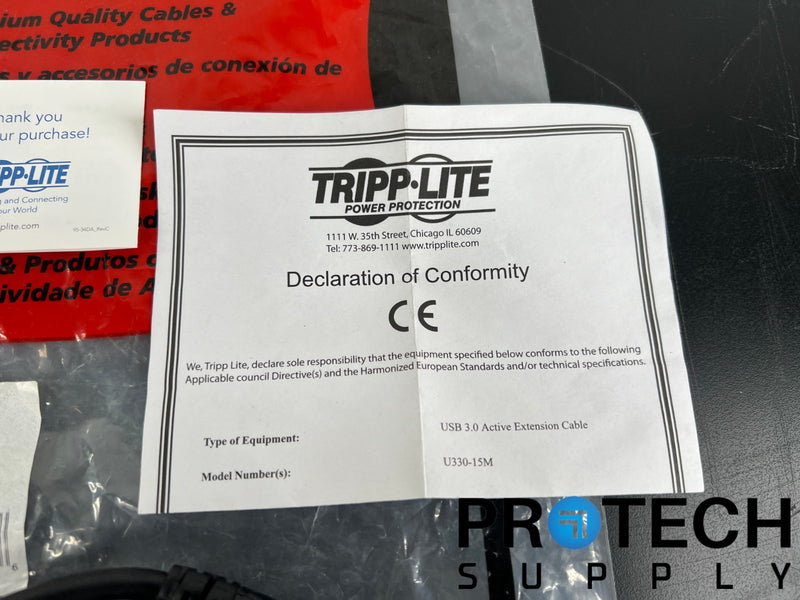 ium Quality Cables &
ectivity Products
s y accesorios de conexión de
hank you
ur purchase!
PP-LITE
g and Connecting
our World
plite.com
95-34DA_RevC
& Produtos
ividade de A
TRIPP·LITE
POWER PROTECTION
1111 W. 35th Street, Chicago IL 60609
Tel: 773-869-1111 www.tripplite.com
Declaration of Conformity
CE
We, Tripp Lite, declare sole responsibility that the equipment specified below conforms to the following
Applicable council Directive(s) and the Harmonized European Standards and/or technical specifications.
Type of Equipment: USB 3.0 Active Extension Cable
Model Number(s): U330-15M
6
PROTECH
SUPPLY